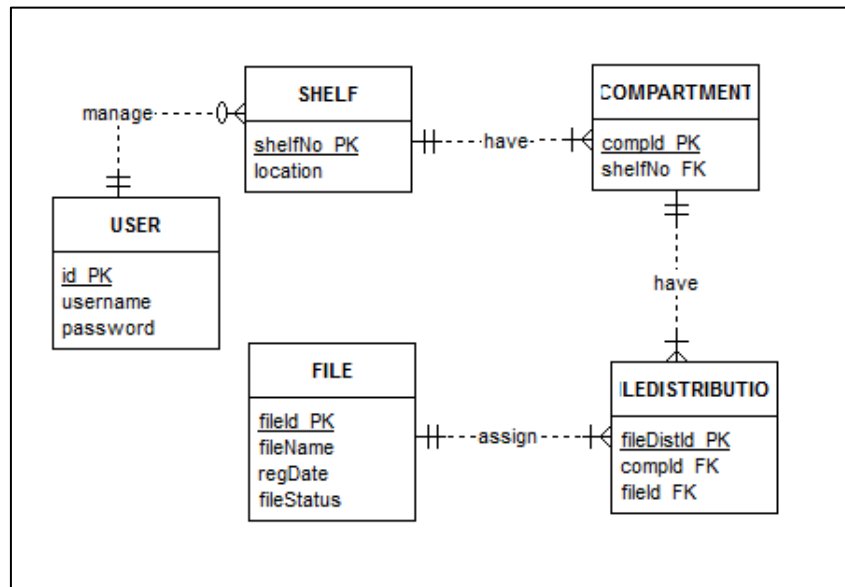 SHELF
shelfNo PK
location
COMPARTMENT
compId PK
shelfNo FK
manage
have
USER
id PK
username
password
have
FILE
fileId PK
fileName
regDate
fileStatus
assign
ILEDISTRIBUTIO
fileDistId PK
compId FK
fileId FK